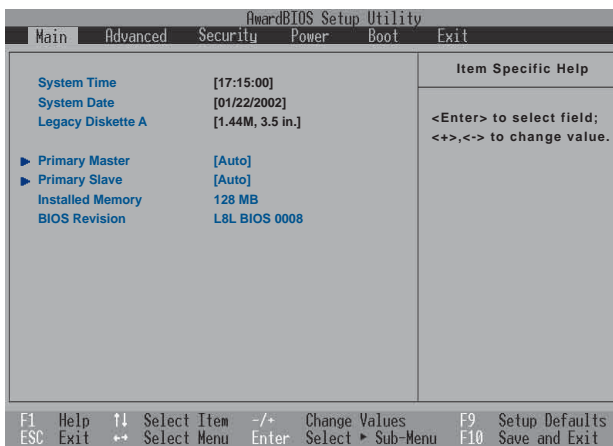 AwardBIOS Setup Utility
Main Advanced Security Power Boot Exit
System Time [17:15:00]
System Date [01/22/2002]
Legacy Diskette A [1.44M, 3.5 in.]
Primary Master [Auto]
Primary Slave [Auto]
Installed Memory 128 MB
BIOS Revision L8L BIOS 0008
Item Specific Help
<Enter> to select field;
<+>,<-> to change value.
F1 Help ↑↓ Select Item -/+ Change Values F9 Setup Defaults
ESC Exit ←→ Select Menu Enter Select ► Sub-Menu F10 Save and Exit